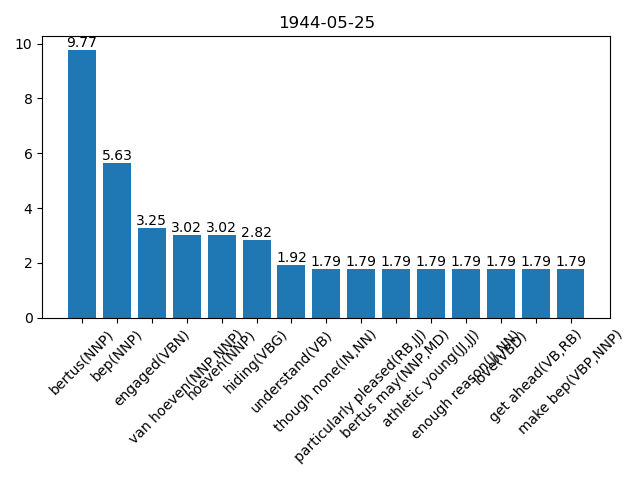 1944-05-25
10
8
6
4
2
0
9.77
5.63
3.25
3.02
3.02
2.82
1.92
1.79
1.79
1.79
1.79
1.79
1.79
1.79
1.79
bertus(NNP)
bep(NNP)
engaged(VBN)
van hoeven(NNP,NNP)
hoeven(NNP)
hiding(VBG)
understand(VB)
though none(IN,NN)
particularly pleased(RB,JJ)
bertus may(NNP,MD)
athletic young(JJ,JJ)
enough reason(JJ,NN)
love(VBD)
get ahead(VB,RB)
make bep(VBP,NNP)